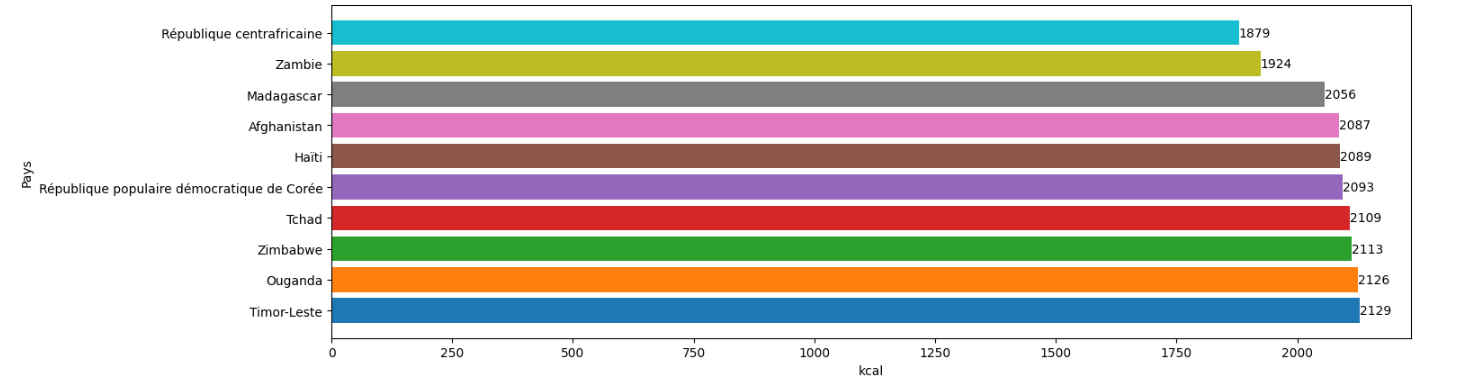 République centrafricaine 1879
Zambie 1924
Madagascar 2056
Afghanistan 2087
Haïti 2089
République populaire démocratique de Corée 2093
Tchad 2109
Zimbabwe 2113
Ouganda 2126
Timor-Leste 2129
Pays
0 250 500 750 1000 1250 1500 1750 2000
kcal